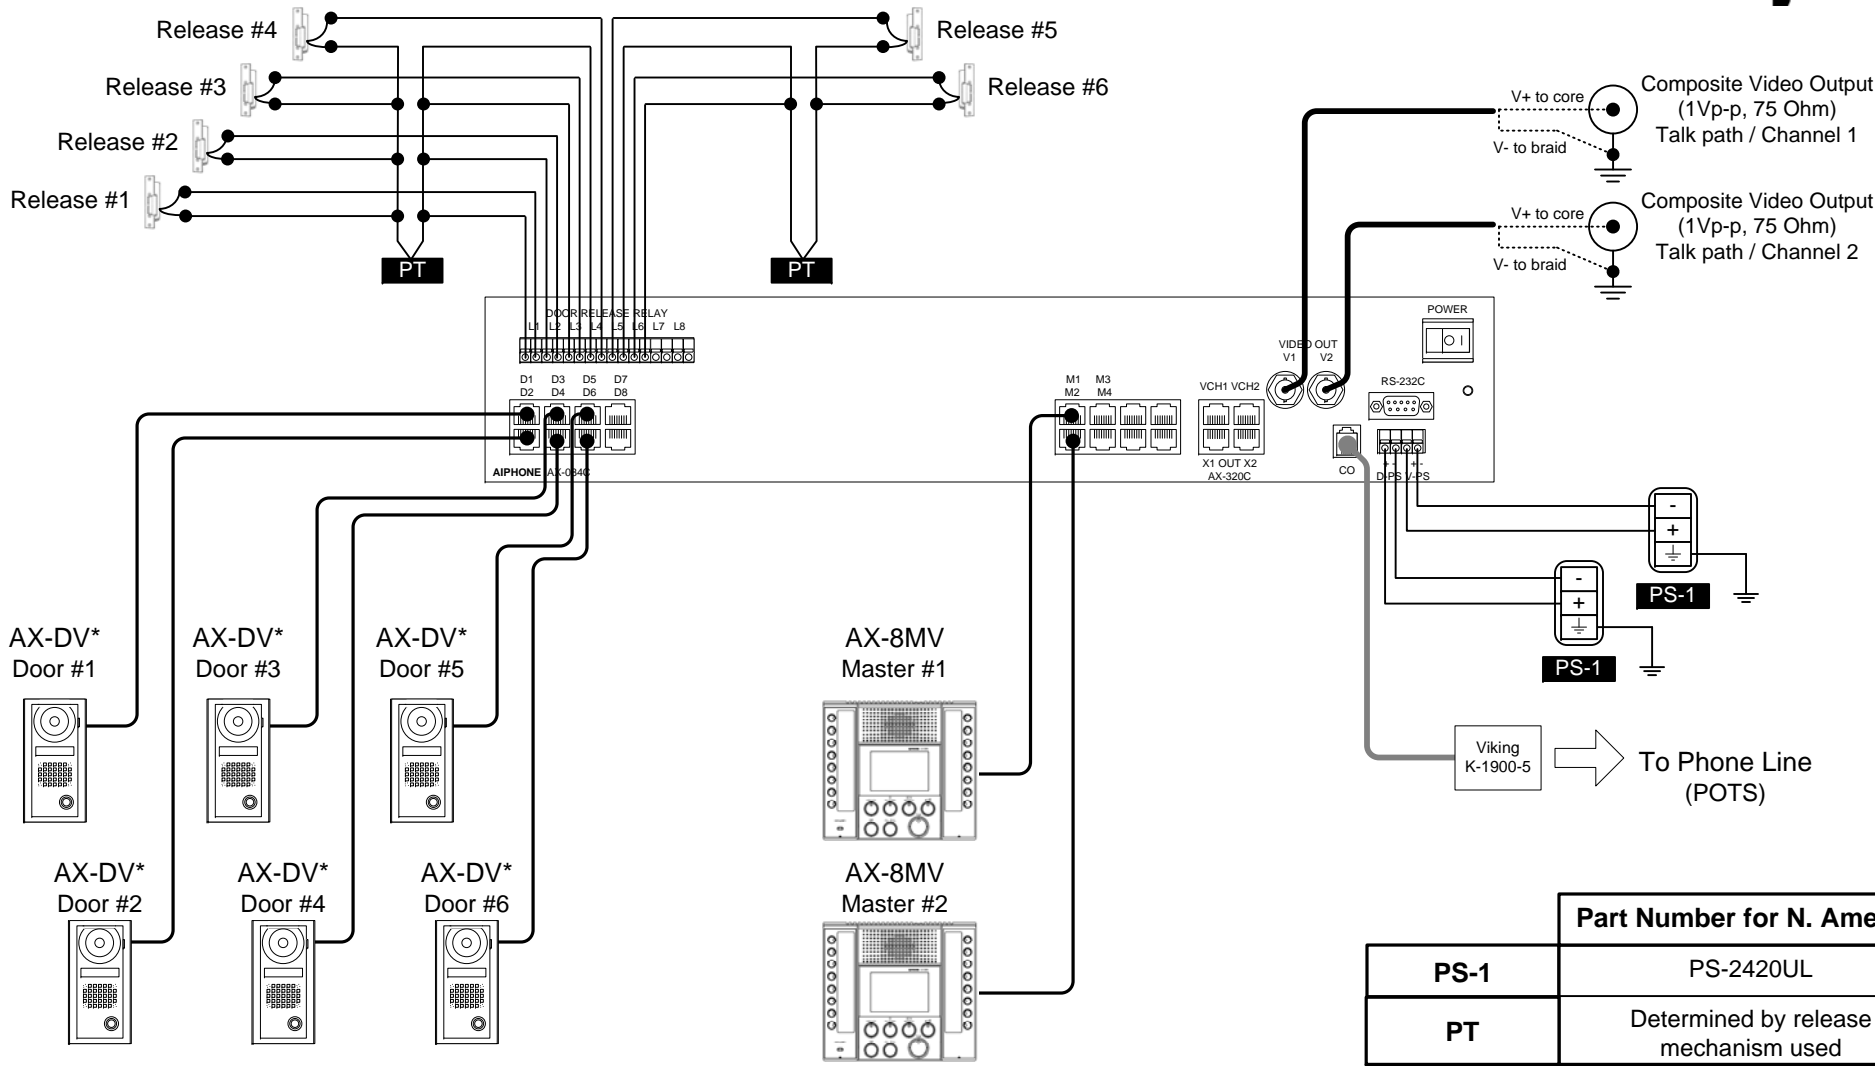 Release #4
Release #5
Release #3
Release #6
Release #2
Release #1
PT
PT
V+ to core
V- to braid
Composite Video Output
(1Vp-p, 75 Ohm)
Talk path / Channel 1
V+ to core
V- to braid
Composite Video Output
(1Vp-p, 75 Ohm)
Talk path / Channel 2
DOOR RELEASE RELAY
L1 L2 L3 L4 L5 L6 L7 L8
POWER
VIDEO OUT
V1 V2
D1 D3 D5 D7
D2 D4 D6 D8
M1 M3
M2 M4
VCH1 VCH2
RS-232C
AIPHONE AX-084C
X1 OUT X2
AX-320C
CO
+ - + -
D-PS V-PS
-
+
PS-1
-
+
PS-1
AX-DV*
Door #1
AX-DV*
Door #3
AX-DV*
Door #5
AX-8MV
Master #1
Viking
K-1900-5
To Phone Line
(POTS)
AX-DV*
Door #2
AX-DV*
Door #4
AX-DV*
Door #6
AX-8MV
Master #2
Part Number for N. Ame
PS-1
PS-2420UL
PT
Determined by release
mechanism used